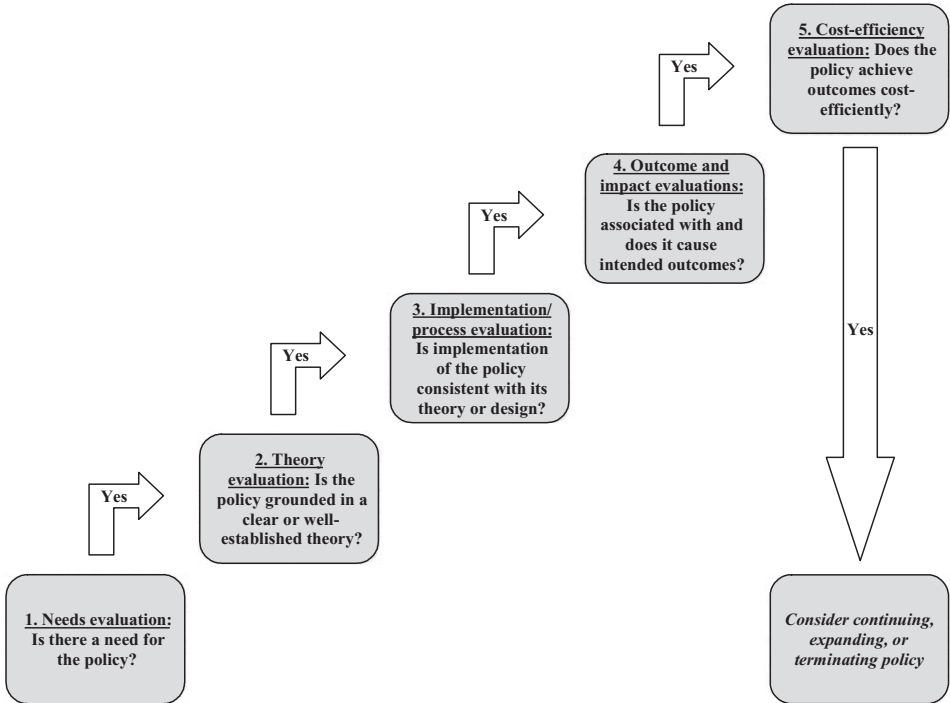 5. Cost-efficiency
evaluation: Does the
policy achieve
outcomes cost-
efficiently?
Yes
4. Outcome and
impact evaluations:
Is the policy
associated with and
does it cause
intended outcomes?
Yes
3. Implementation/
process evaluation:
Is implementation
of the policy
consistent with its
theory or design?
Yes
Yes
2. Theory
evaluation: Is the
policy grounded in a
clear or well-
established theory?
Yes
1. Needs evaluation:
Is there a need for
the policy?
Consider continuing,
expanding, or
terminating policy